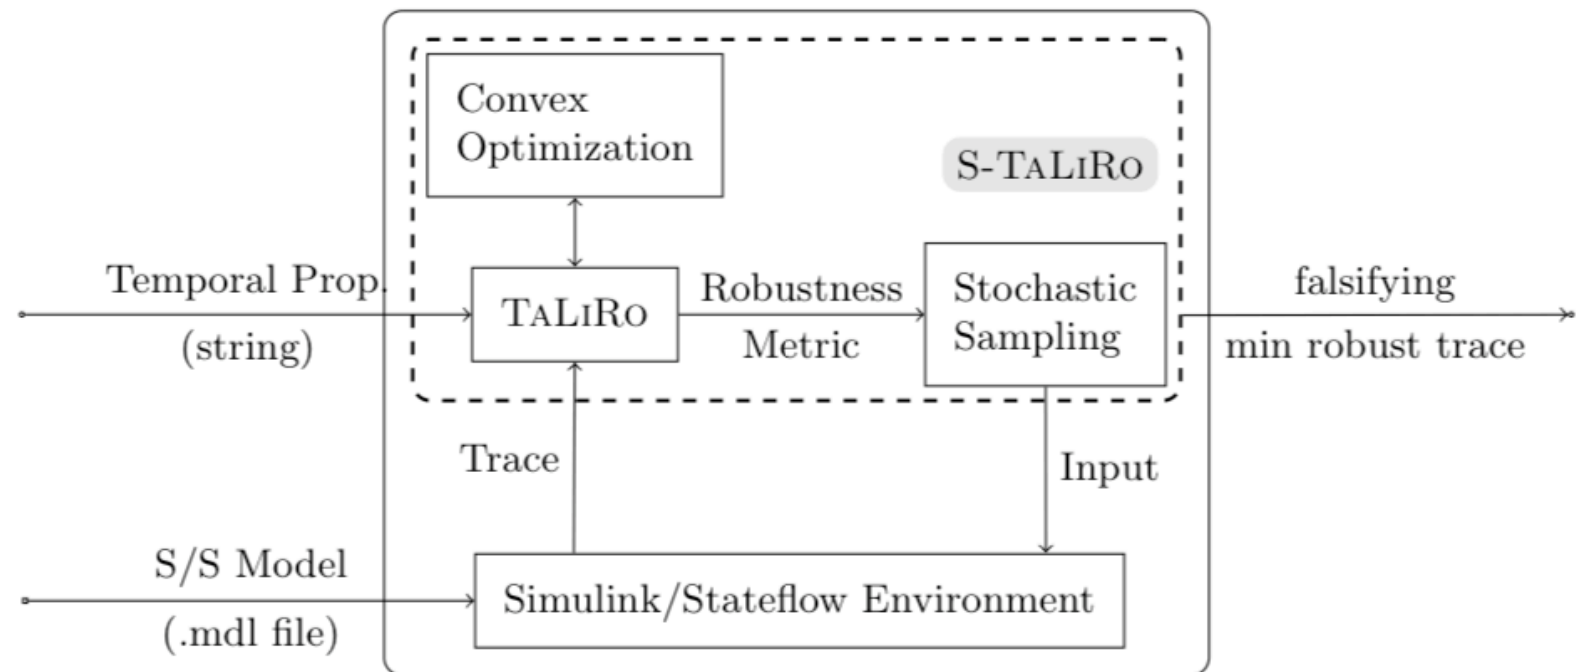 Convex
Optimization
S-TALIRO
Temporal Prop.
(string)
TALIRO
Robustness
Metric
Stochastic
Sampling
falsifying
min robust trace
Trace
Input
S/S Model
(.mdl file)
Simulink/Stateflow Environment